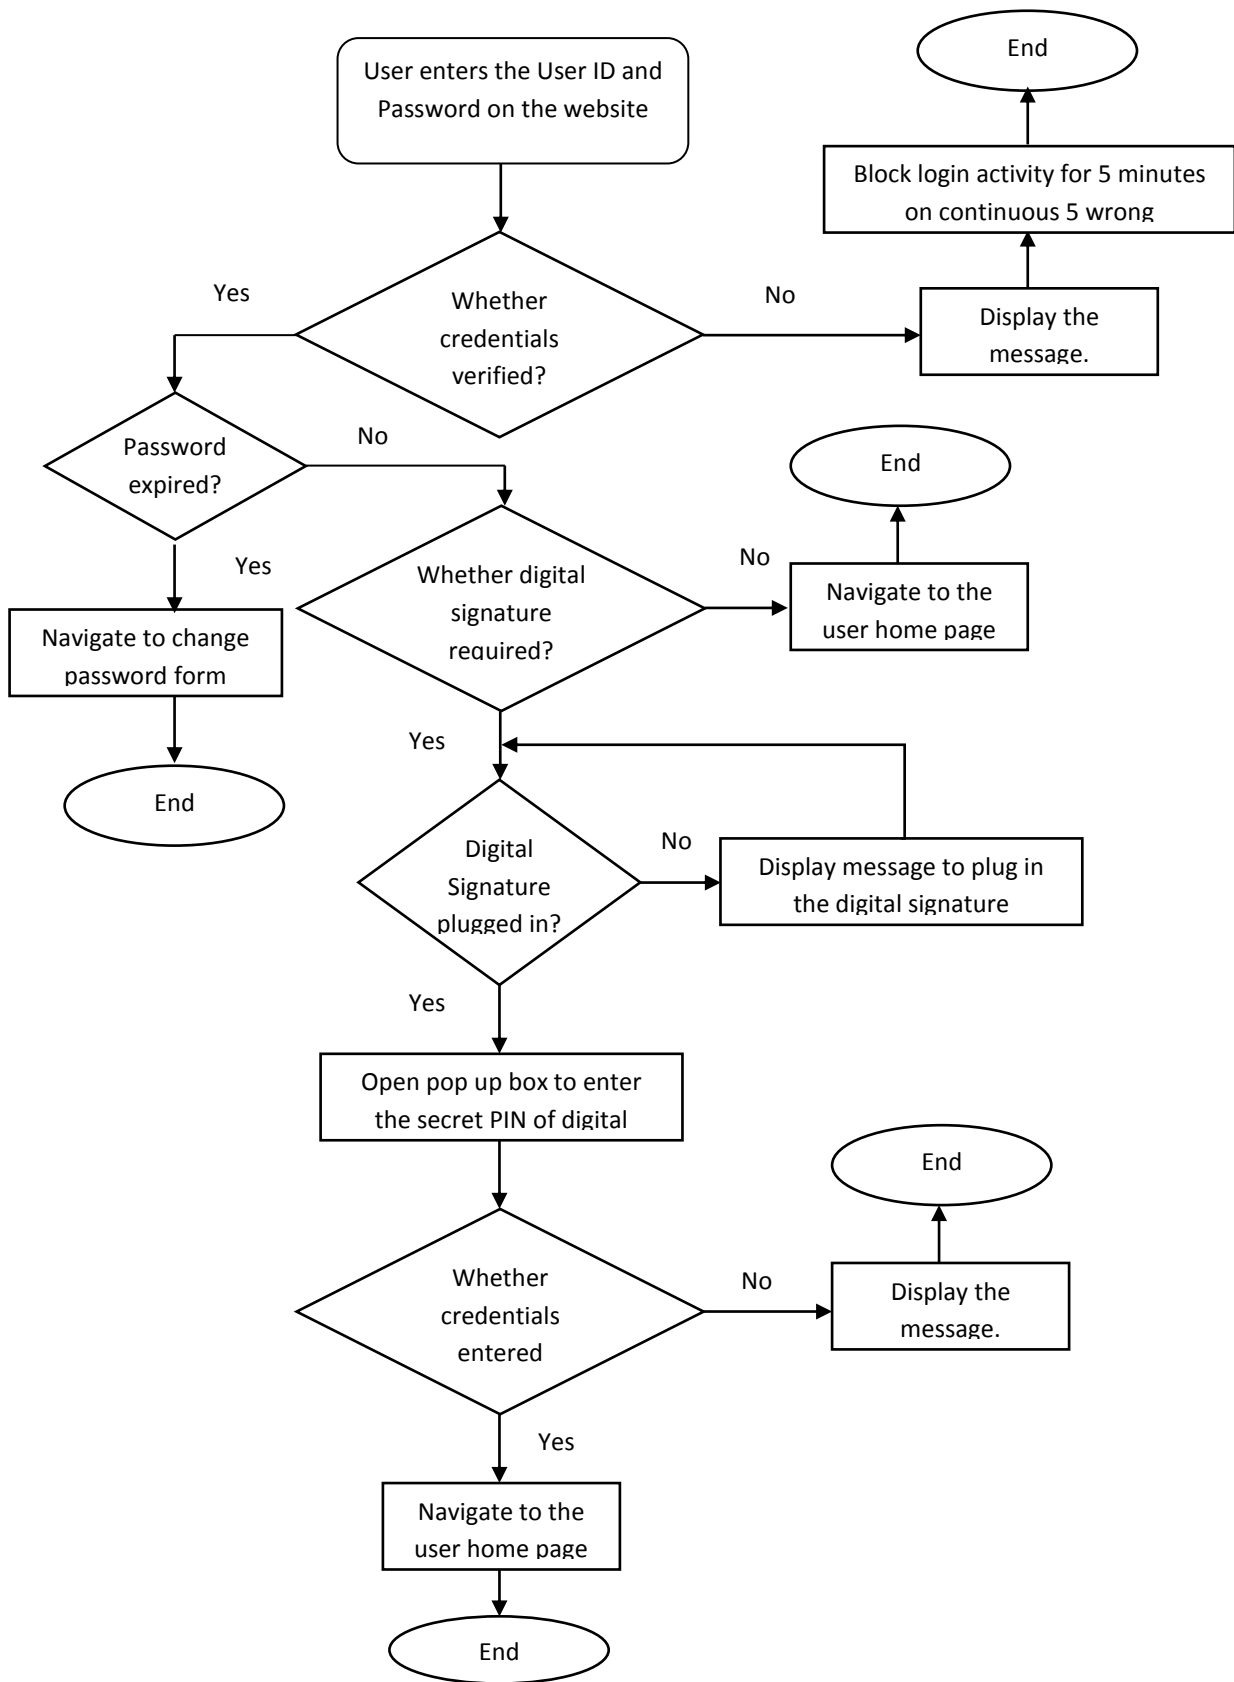 User enters the User ID and
Password on the website
End
Block login activity for 5 minutes
on continuous 5 wrong
Yes
Whether
credentials
verified?
No
Display the
message.
Password
expired?
No
End
Yes
Whether digital
signature
required?
No
Navigate to the
user home page
Navigate to change
password form
End
Yes
Digital
Signature
plugged in?
No
Display message to plug in
the digital signature
Yes
Open pop up box to enter
the secret PIN of digital
End
Whether
credentials
entered
No
Display the
message.
Yes
Navigate to the
user home page
End